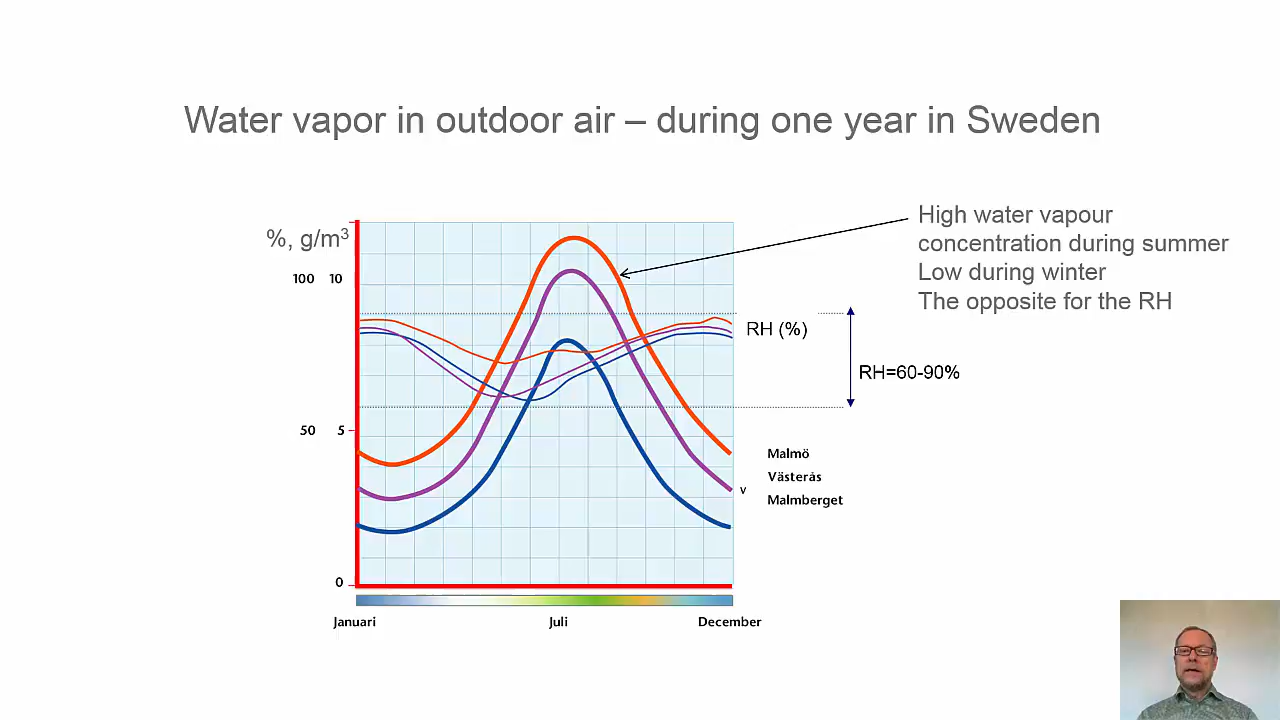 Water vapor in outdoor air – during one year in Sweden
%, g/m³
High water vapour
concentration during summer
Low during winter
The opposite for the RH
100 10
RH (%)
RH=60-90%
50 5
Malmö
Västerås
v
Malmberget
0
Januari Juli December